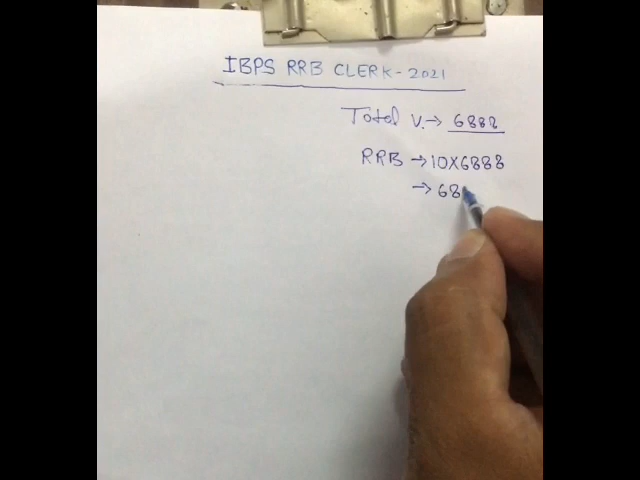 IBPS RRB CLERK - 2021
Total V. → 6888
RRB → 10X6888
→ 68